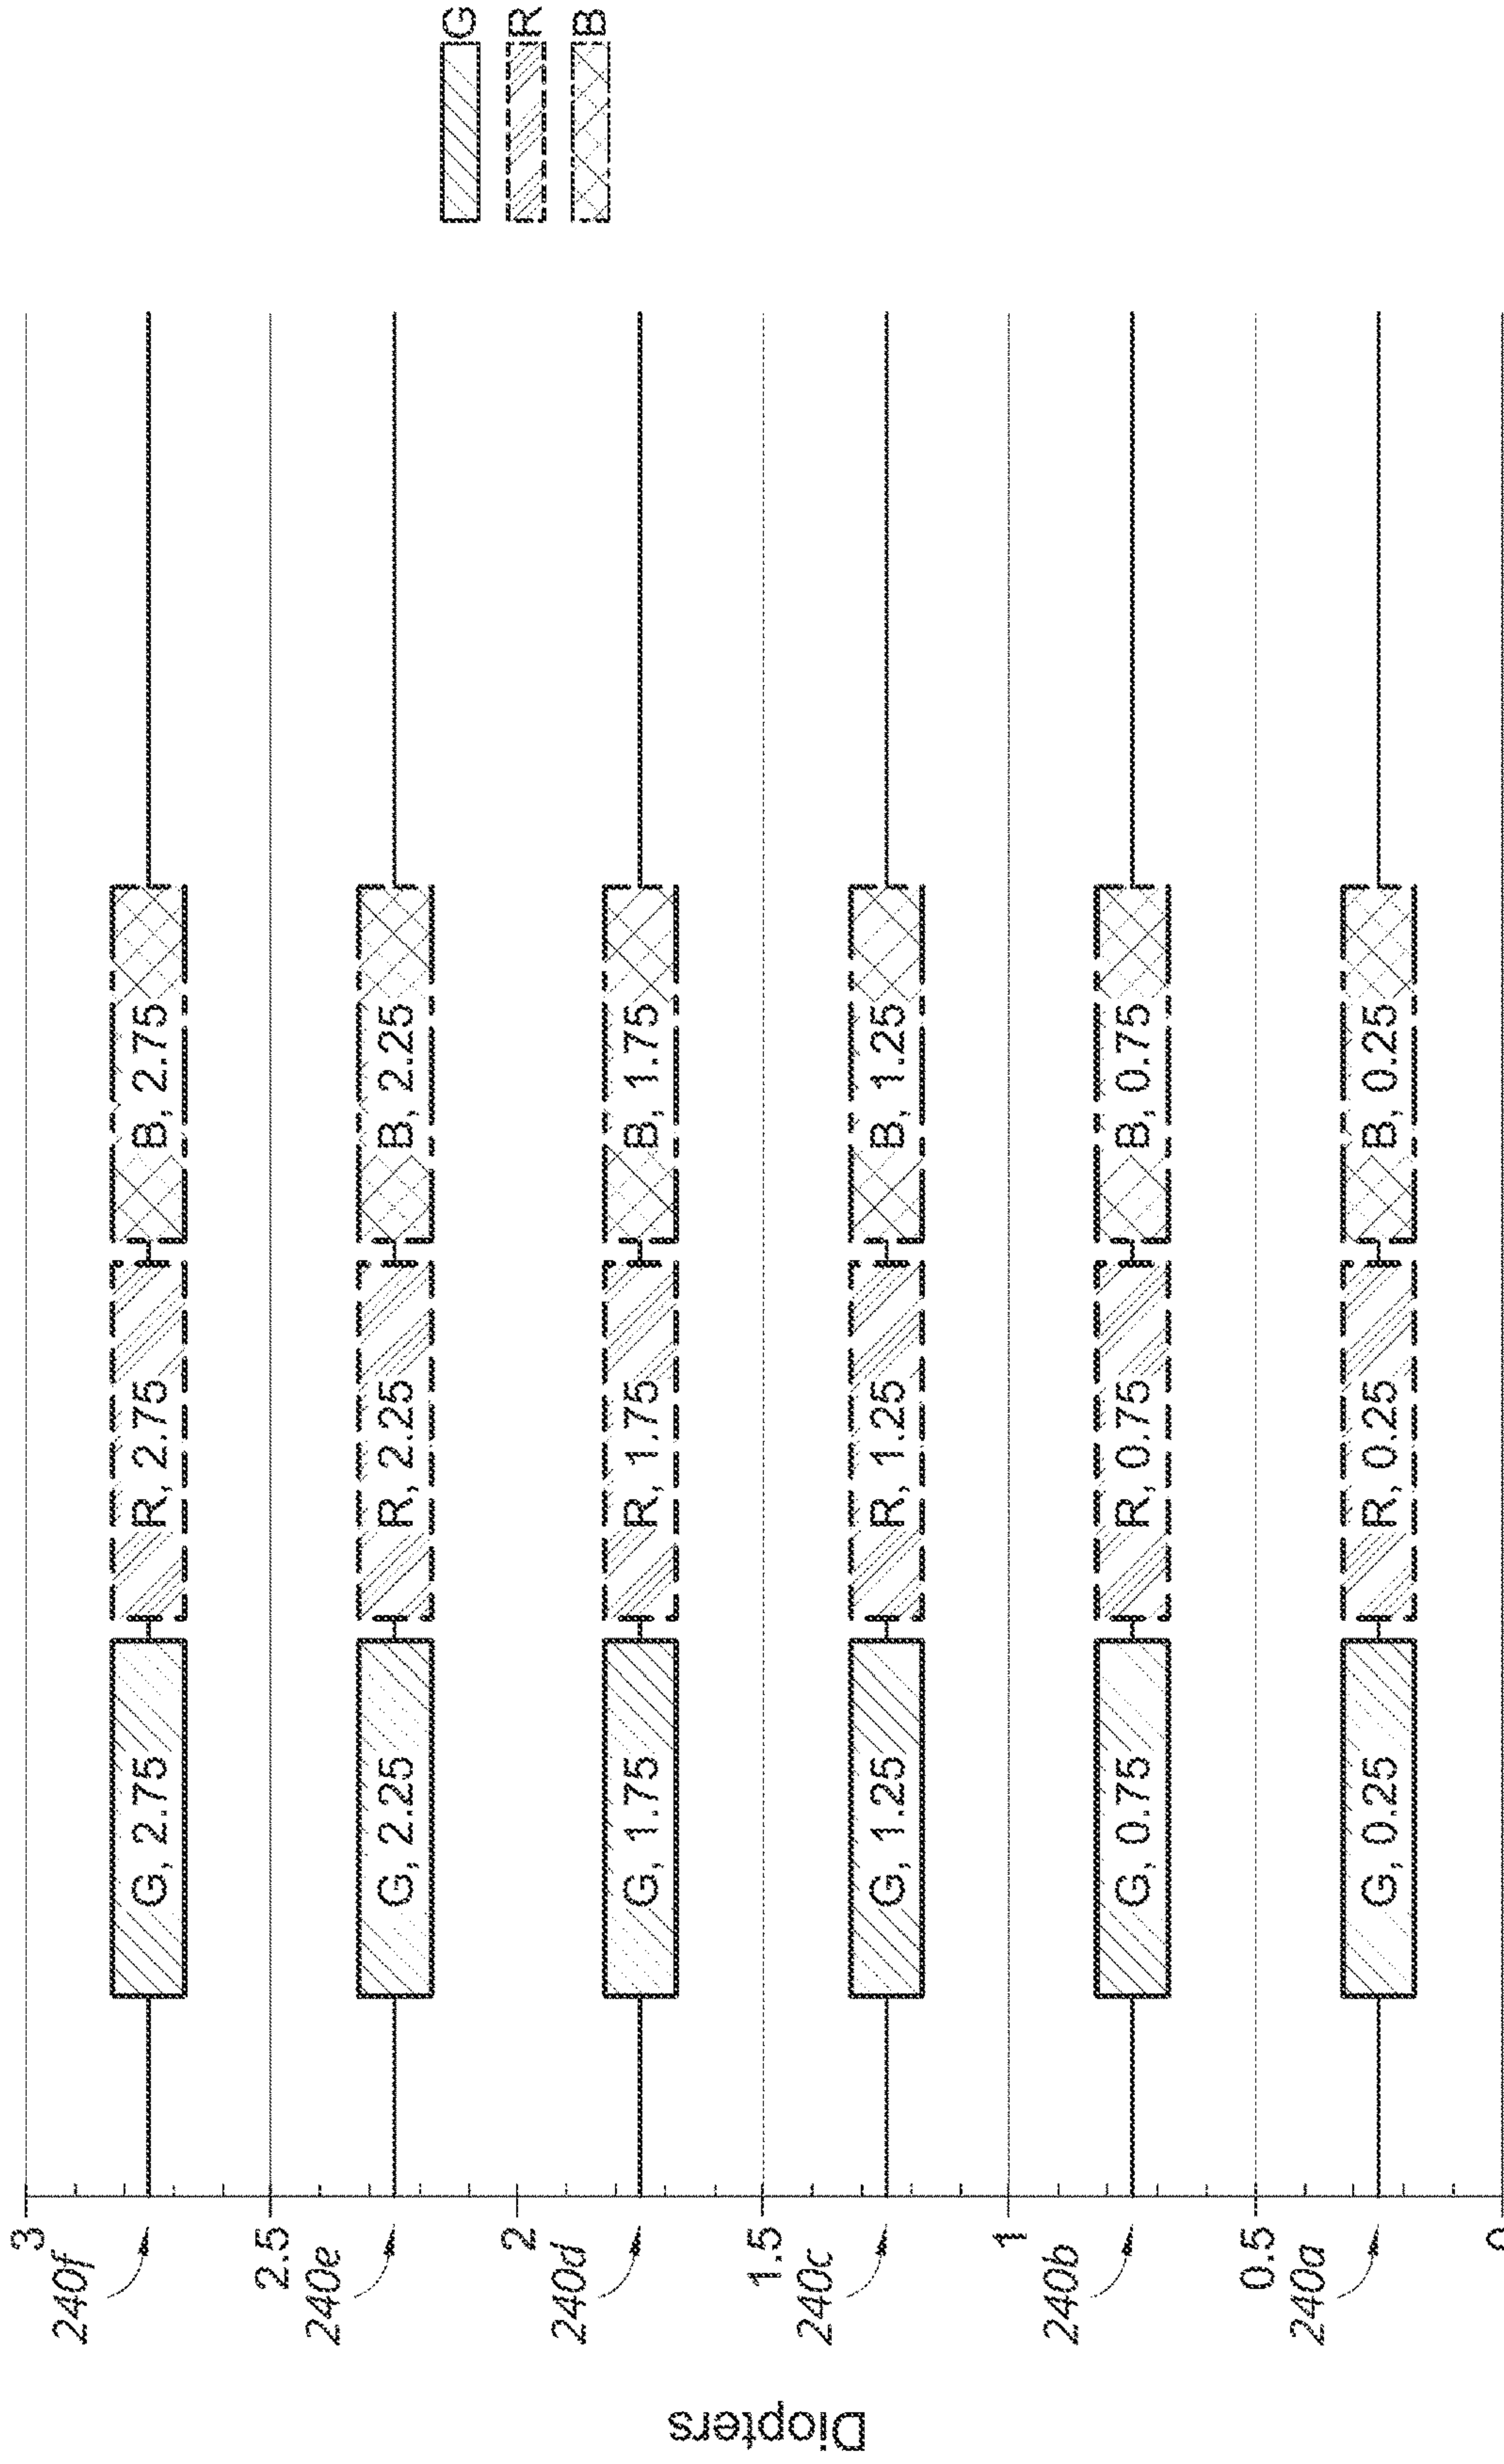 Diopters
3
240f
G, 2.75
R, 2.75
B, 2.75
2.5
240e
G, 2.25
R, 2.25
B, 2.25
2
240d
G, 1.75
R, 1.75
B, 1.75
1.5
240c
G, 1.25
R, 1.25
B, 1.25
1
240b
G, 0.75
R, 0.75
B, 0.75
0.5
240a
G, 0.25
R, 0.25
B, 0.25
0
G
R
B